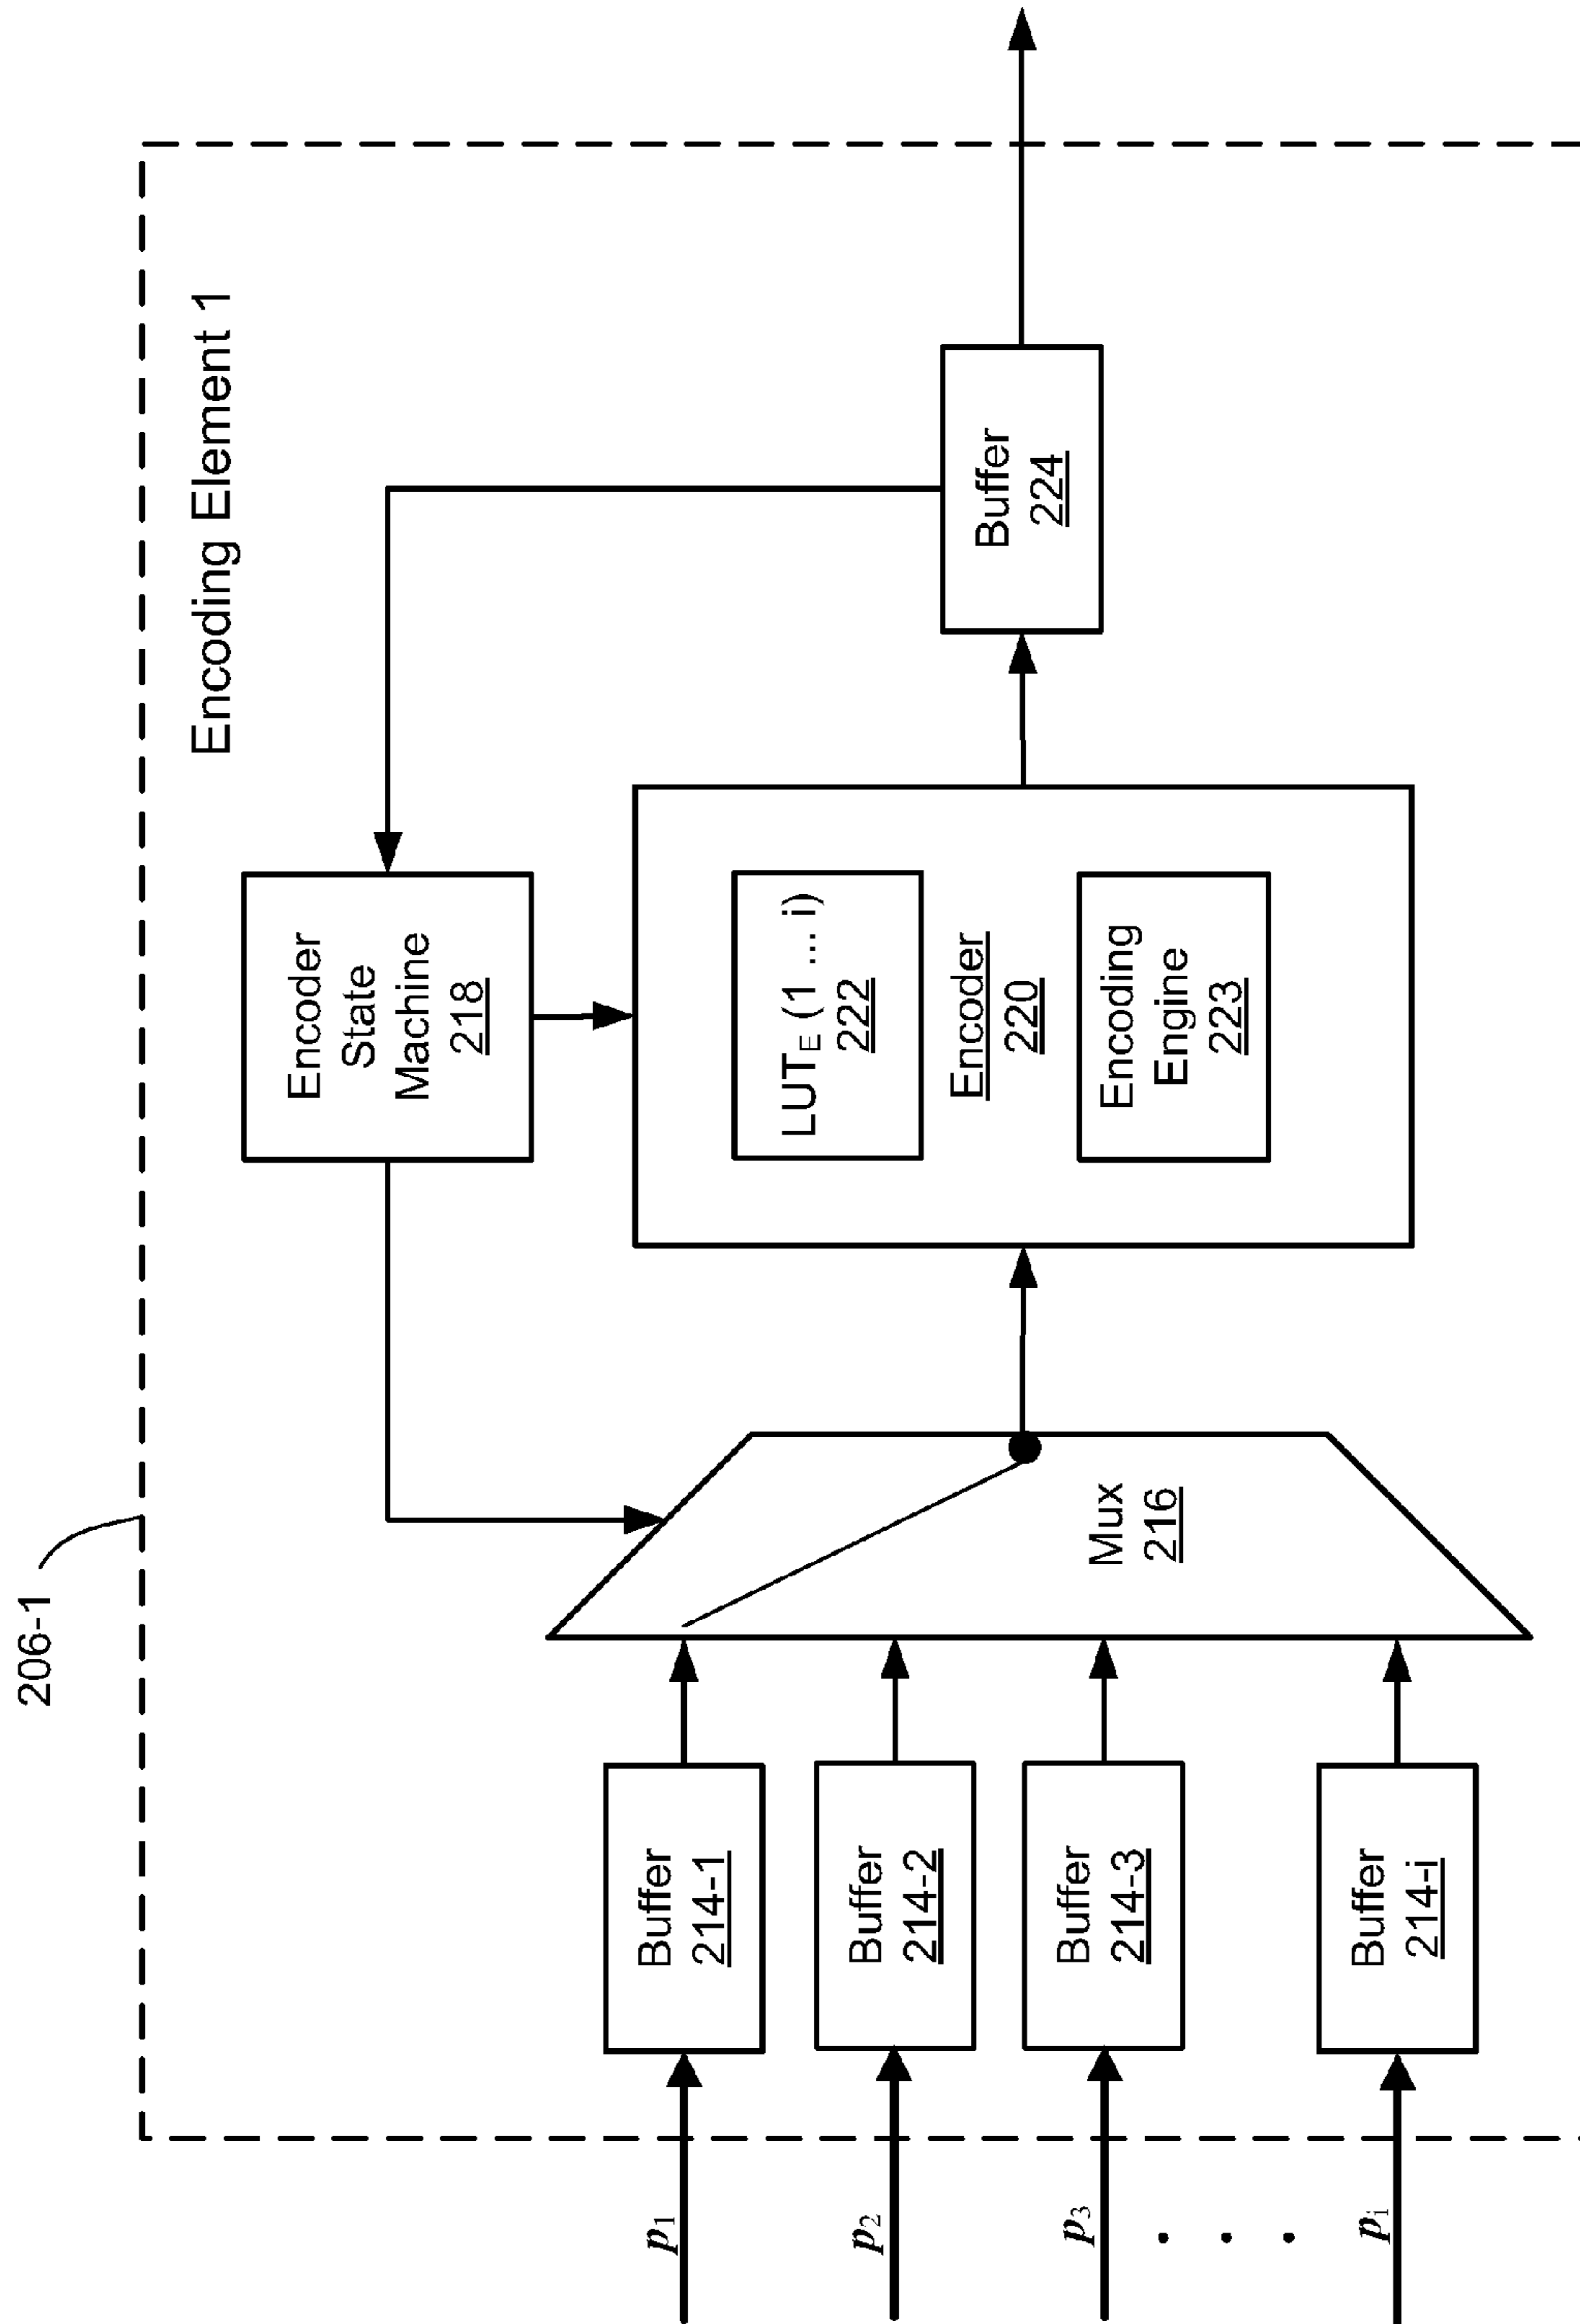 206-1
Encoding Element 1
Encoder
State
Machine
218
p1
Buffer
214-1
p2
Buffer
214-2
p3
Buffer
214-3
. . .
pi
Buffer
214-i
Mux
216
LUTE (1 ... i)
222
Encoder
220
Encoding
Engine
223
Buffer
224